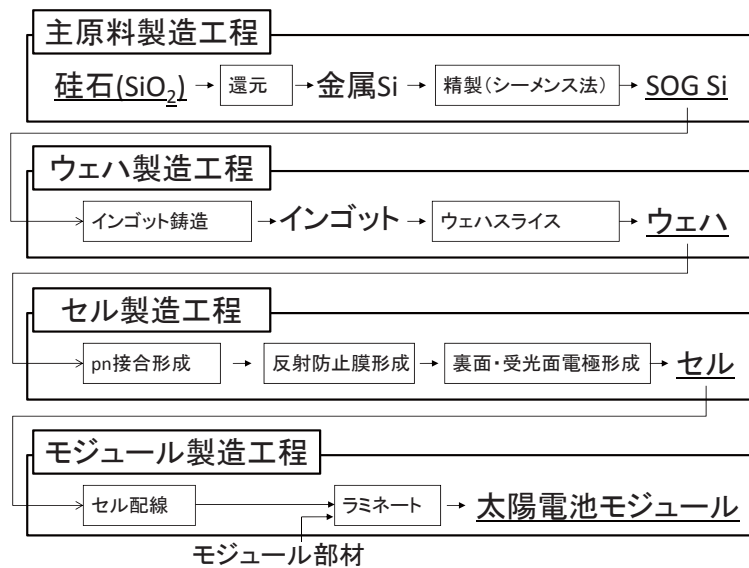 主原料製造工程
硅石(SiO₂) 還元 金属Si 精製(シーメンス法) SOG Si
ウェハ製造工程
インゴット鋳造 インゴット ウェハスライス ウェハ
セル製造工程
pn接合形成 反射防止膜形成 裏面・受光面電極形成 セル
モジュール製造工程
セル配線 ラミネート 太陽電池モジュール
モジュール部材